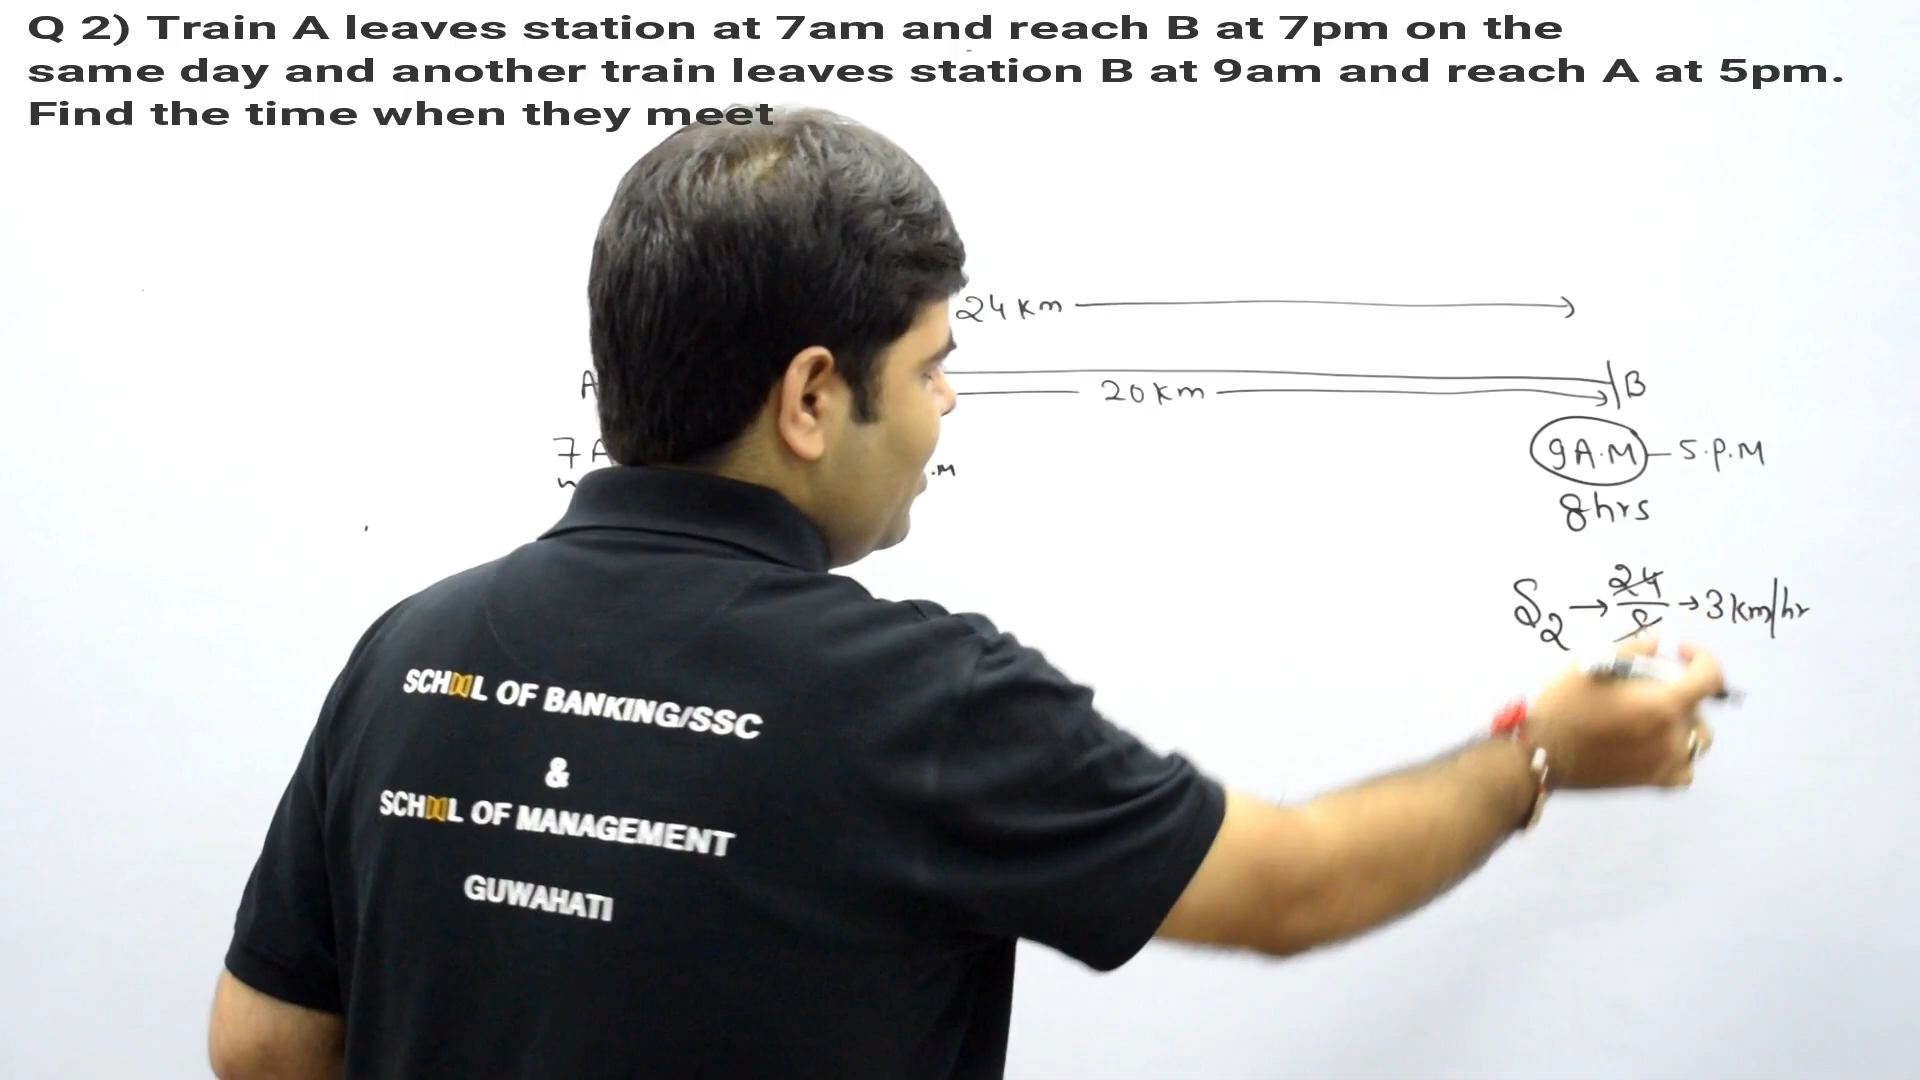 Q 2) Train A leaves station at 7am and reach B at 7pm on the
same day and another train leaves station B at 9am and reach A at 5pm.
Find the time when they meet
24 km
A
20 km
B
7 A
.M
9 A.M - 5.P.M
8 hrs
S2 → 24/8 → 3 km/hr
SCHOOL OF BANKING/SSC
&
SCHOOL OF MANAGEMENT
GUWAHATI